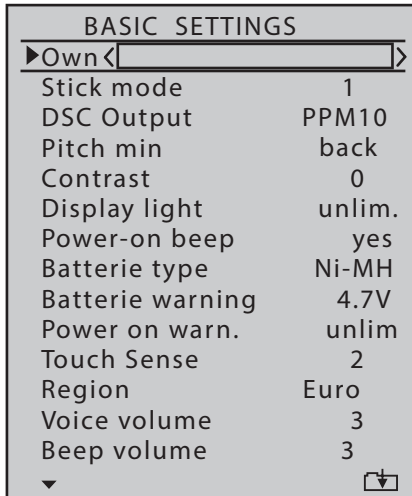 BASIC SETTINGS
Own
Stick mode 1
DSC Output PPM10
Pitch min back
Contrast 0
Display light unlim.
Power-on beep yes
Batterie type Ni-MH
Batterie warning 4.7V
Power on warn. unlim
Touch Sense 2
Region Euro
Voice volume 3
Beep volume 3